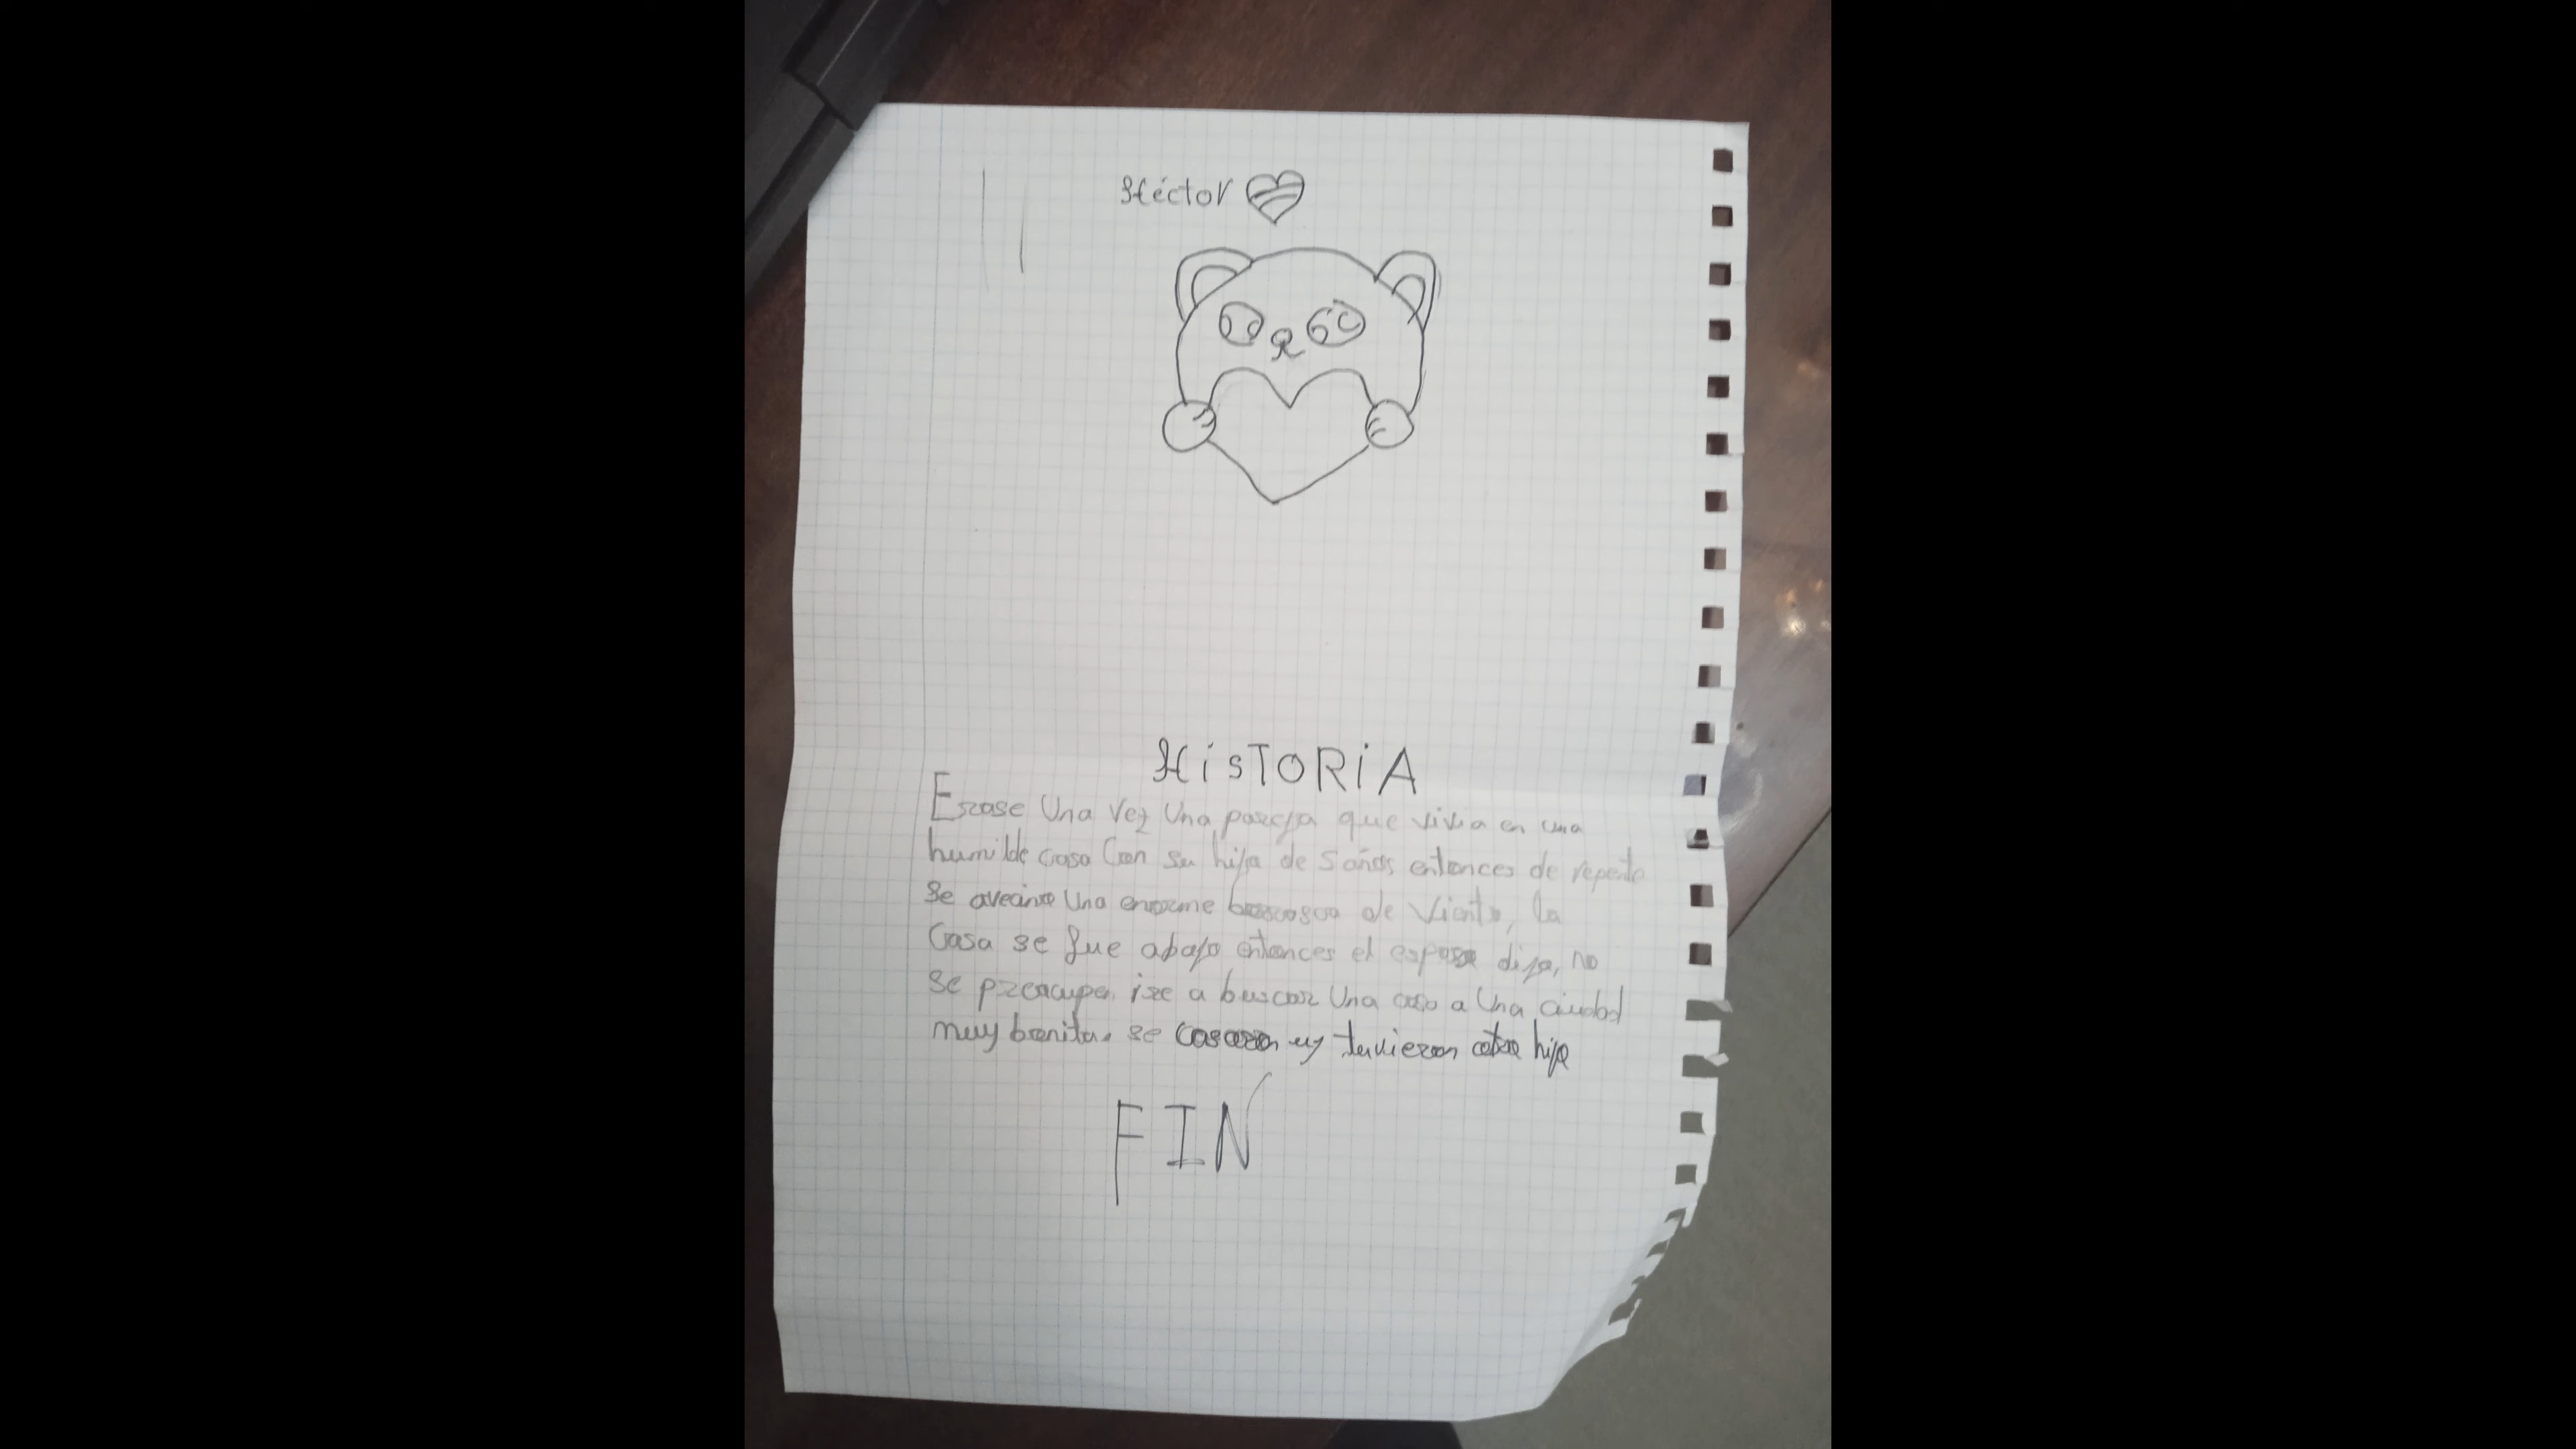 Héctor
HisTORiA
Erase Una Vez Una pareja que vivia en una
humilde casa Con su hija de 5 años entonces de repente
se avecina Una enorme de viento, la
Casa se fue abajo entonces el esposo dijo, no
se preocupe ire a buscar Una casa a Una ciudad
muy bonita. se casaron y tuvieron otra hija
FIN